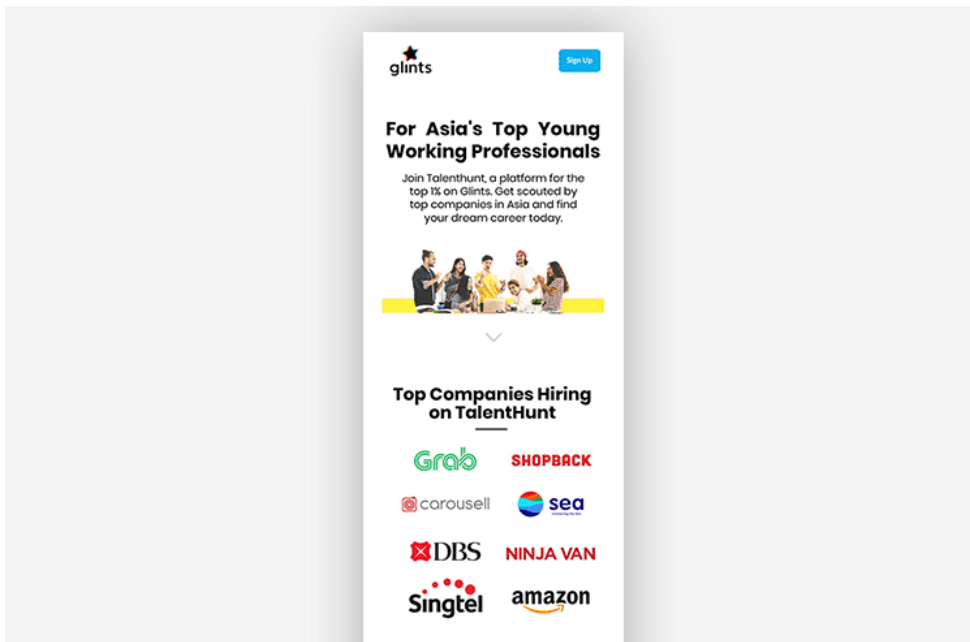 glints
Sign Up
For Asia's Top Young
Working Professionals
Join Talenthunt, a platform for the
top 1% on Glints. Get scouted by
top companies in Asia and find
your dream career today.
Top Companies Hiring
on TalentHunt
Grab
SHOPBACK
carousell
sea
DBS
NINJA VAN
Singtel
amazon